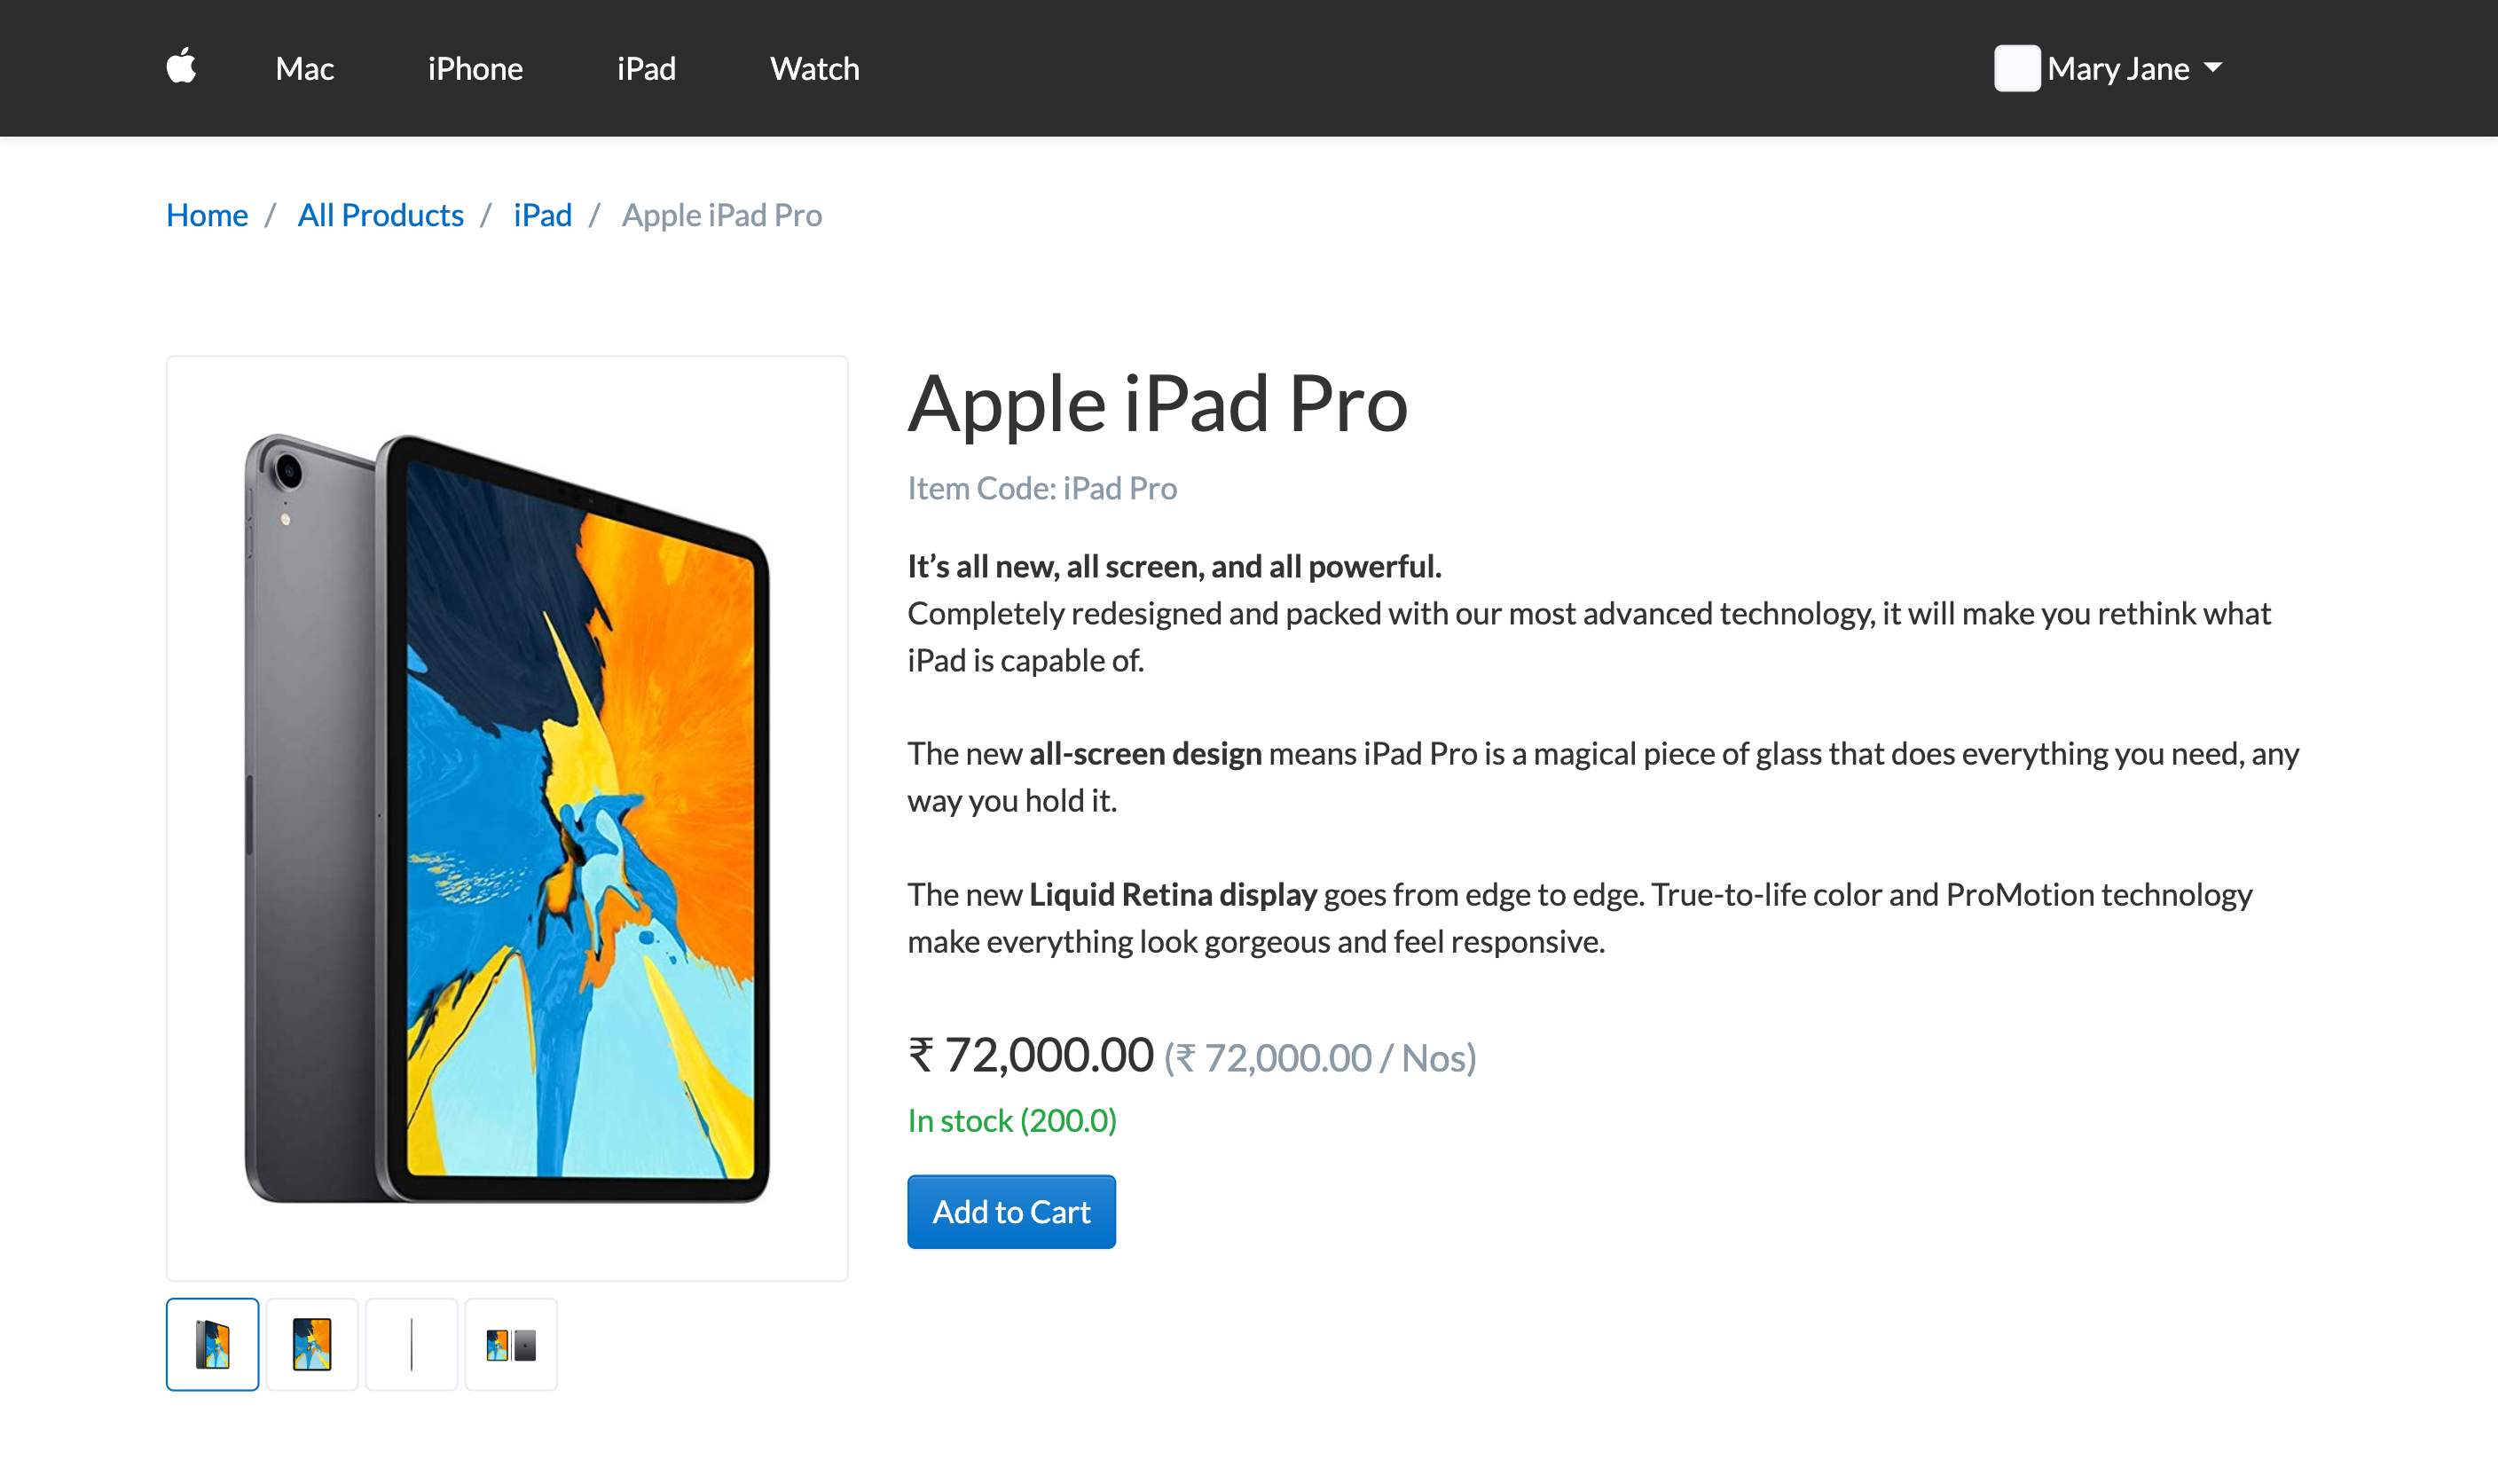 Mac iPhone iPad Watch Mary Jane
Home / All Products / iPad / Apple iPad Pro
Apple iPad Pro
Item Code: iPad Pro
It’s all new, all screen, and all powerful.
Completely redesigned and packed with our most advanced technology, it will make you rethink what
iPad is capable of.
The new all-screen design means iPad Pro is a magical piece of glass that does everything you need, any
way you hold it.
The new Liquid Retina display goes from edge to edge. True-to-life color and ProMotion technology
make everything look gorgeous and feel responsive.
₹ 72,000.00 (₹ 72,000.00 / Nos)
In stock (200.0)
Add to Cart